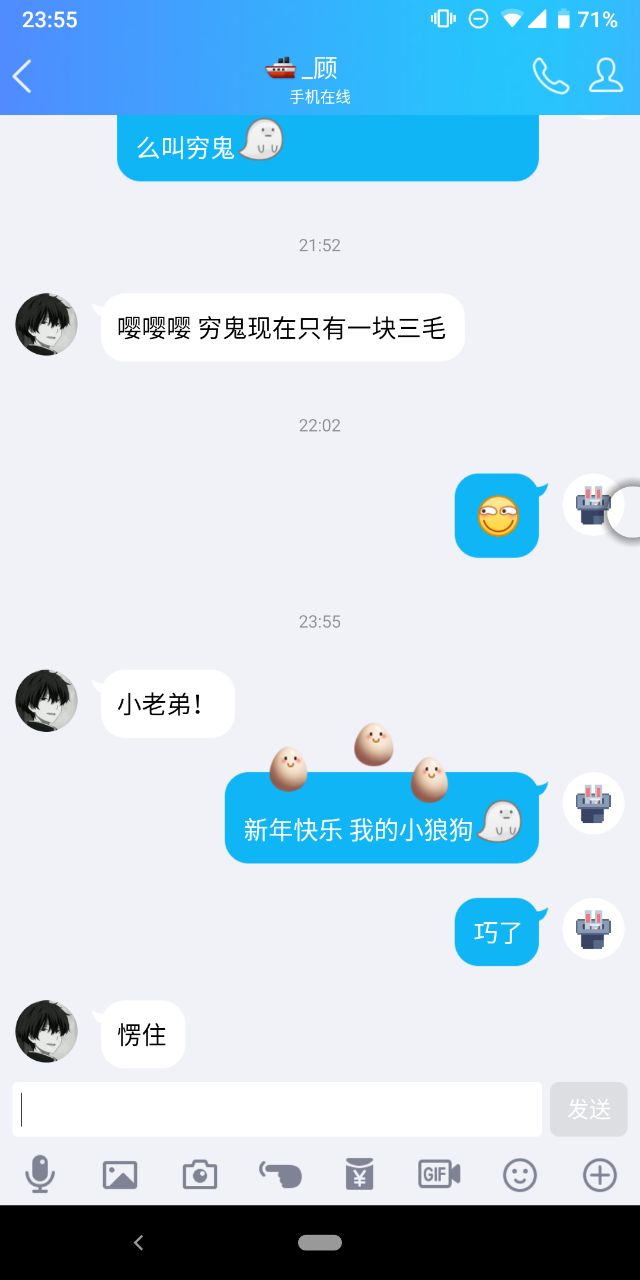 23:55
71%
_顾
手机在线
么叫穷鬼
21:52
嘤嘤嘤 穷鬼现在只有一块三毛
22:02
23:55
小老弟！
新年快乐 我的小狼狗
巧了
愣住
发送
GIF